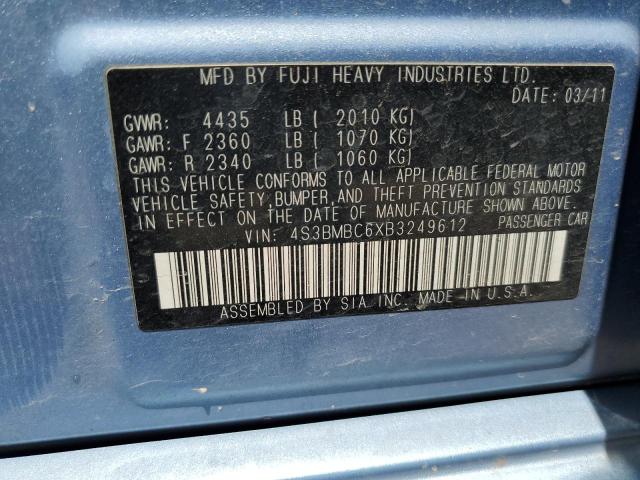 MFD BY FUJI HEAVY INDUSTRIES LTD.
DATE: 03/11
GVWR: 4435 LB ( 2010 KG)
GAWR: F 2360 LB ( 1070 KG)
GAWR: R 2340 LB ( 1060 KG)
THIS VEHICLE CONFORMS TO ALL APPLICABLE FEDERAL MOTOR
VEHICLE SAFETY, BUMPER, AND THEFT PREVENTION STANDARDS
IN EFFECT ON THE DATE OF MANUFACTURE SHOWN ABOVE.
VIN: 4S3BMBC6XB3249612 PASSENGER CAR
ASSEMBLED BY SIA INC. MADE IN U.S.A.